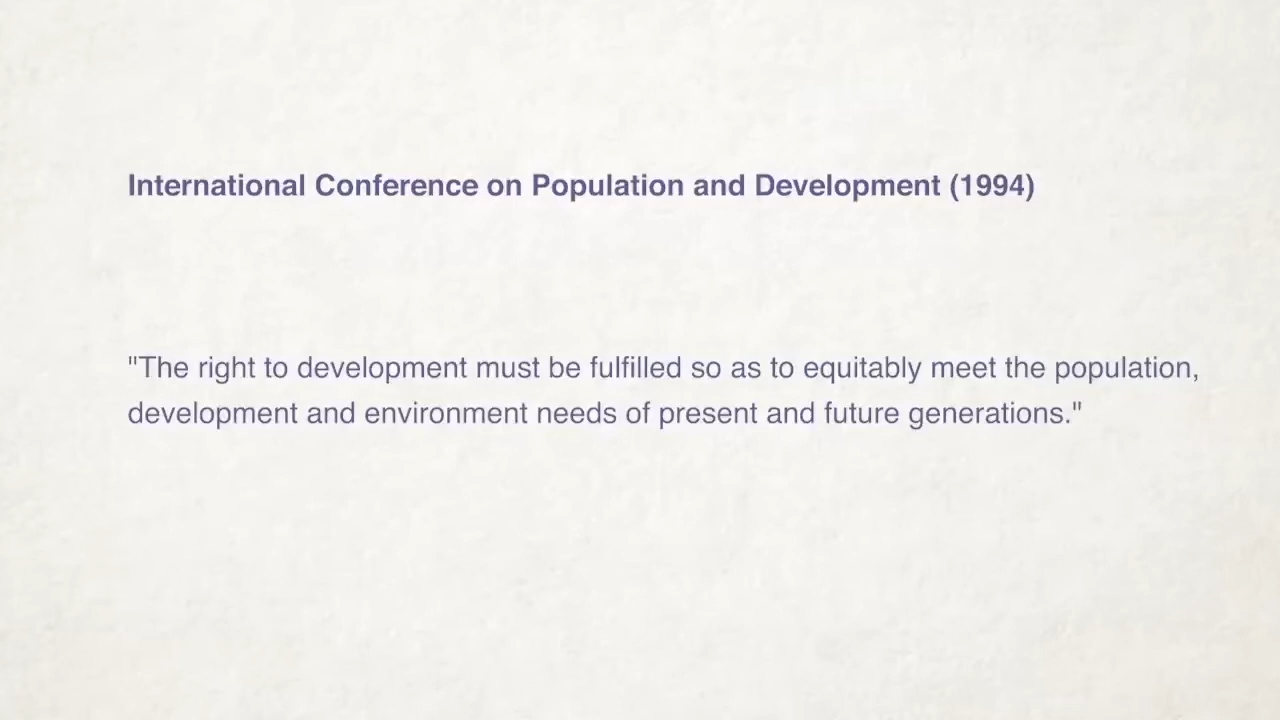 International Conference on Population and Development (1994)
"The right to development must be fulfilled so as to equitably meet the population,
development and environment needs of present and future generations."